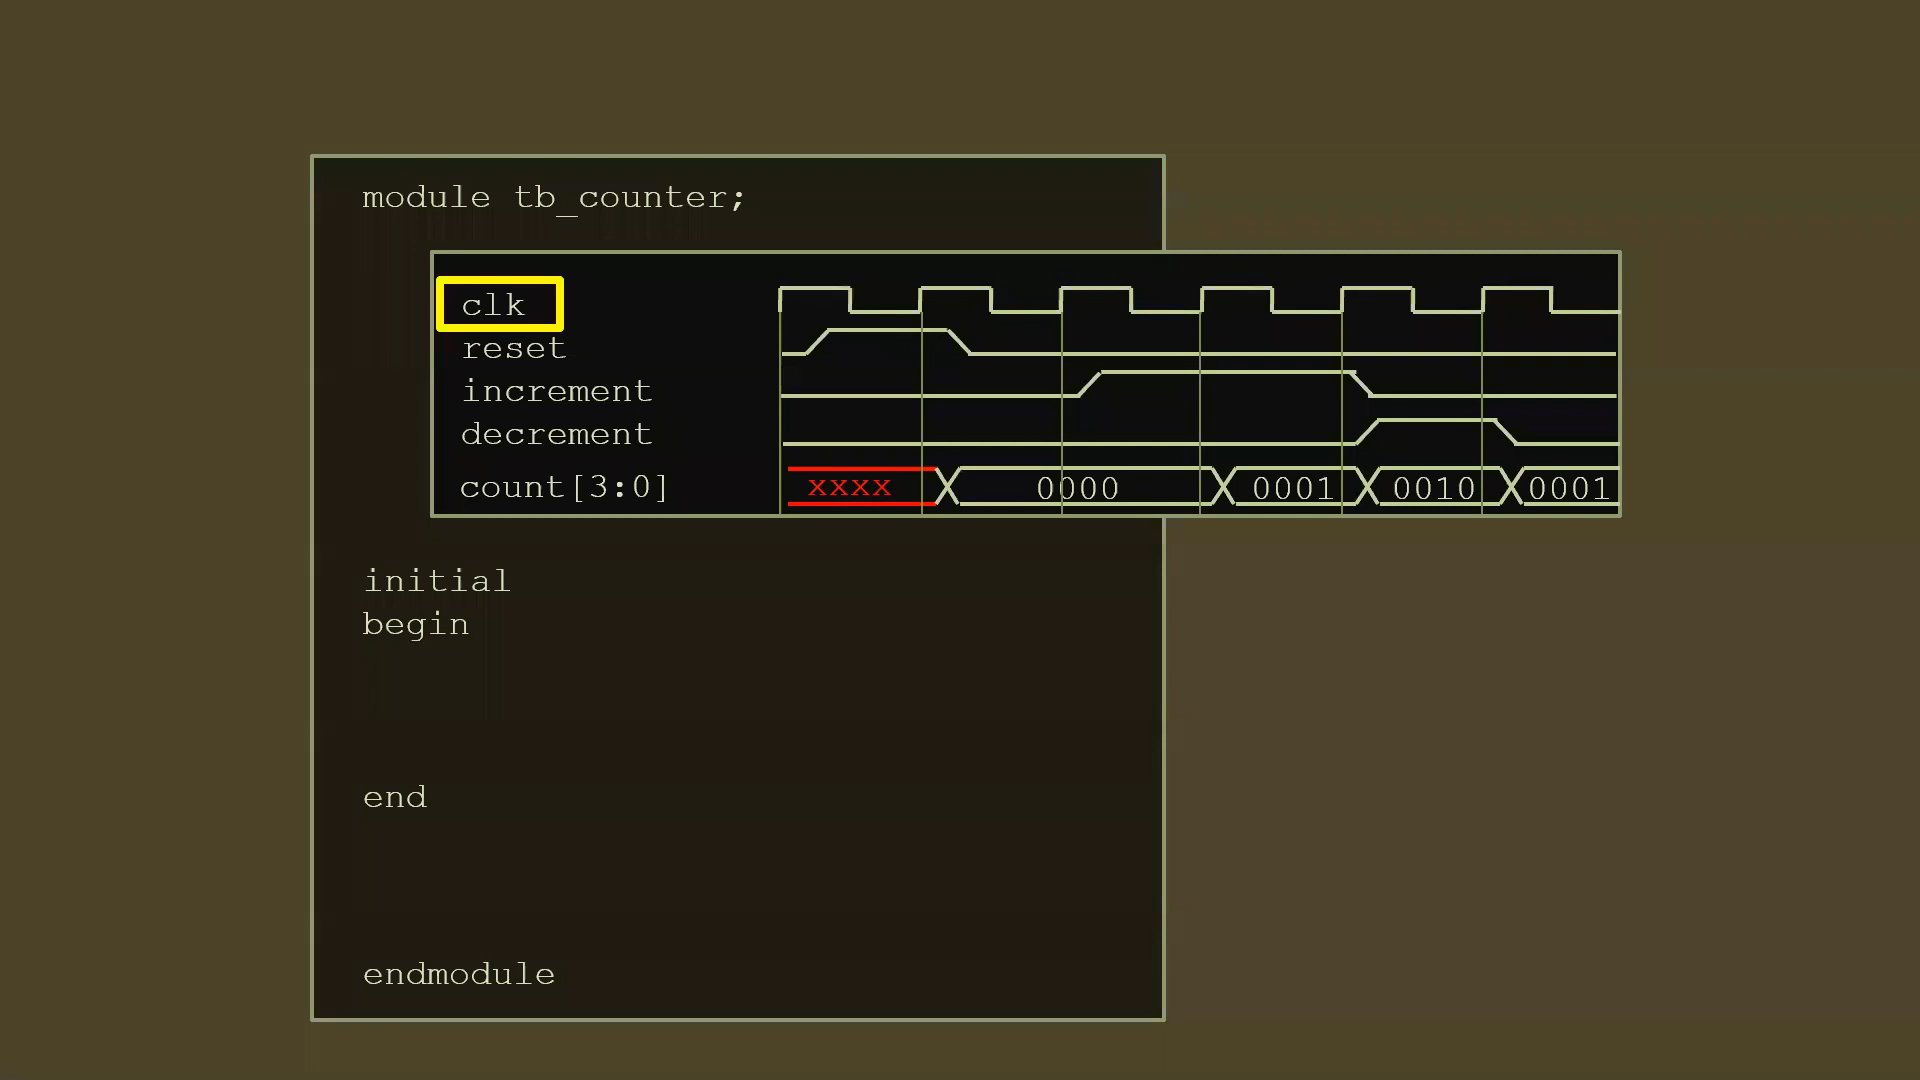 module tb_counter;
clk
reset
increment
decrement
count[3:0] xxxx 0000 0001 0010 0001
initial
begin
end
endmodule